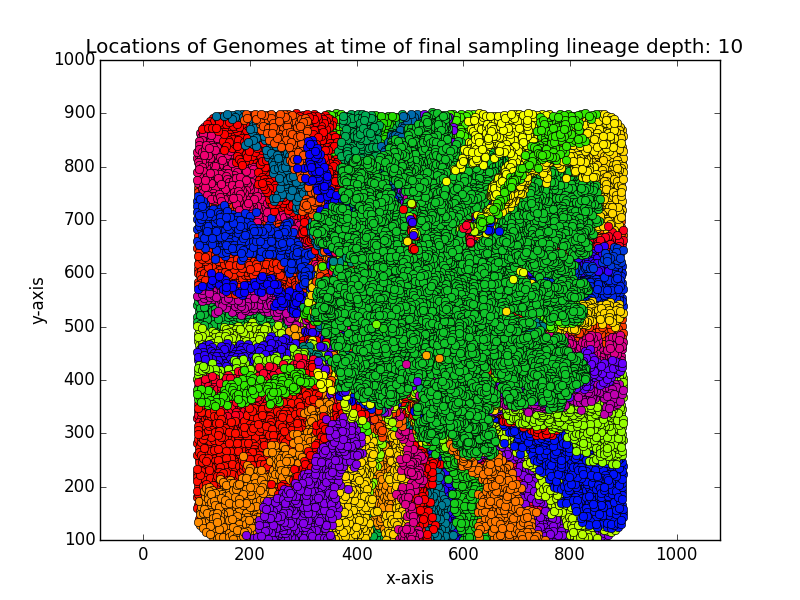 Locations of Genomes at time of final sampling lineage depth: 10
1000
900
800
700
600
500
400
300
200
100
y-axis
0 200 400 600 800 1000
x-axis